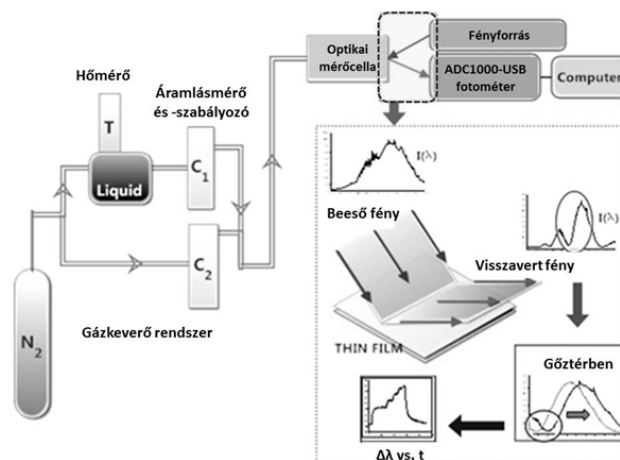 Hőmérő
T
Liquid
Áramlásmérő
és -szabályozó
C1
C2
N2
Gázkeverő rendszer
Optikai
mérőcella
Fényforrás
ADC1000-USB
fotométer
Computer
I(λ)
Beeső fény
I(λ)
Visszavert fény
THIN FILM
Gőztérben
Δλ vs. t